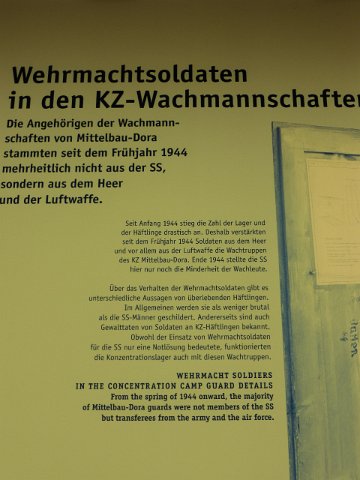 Wehrmachtsoldaten
in den KZ-Wachmannschaften
Die Angehörigen der Wachmann-
schaften von Mittelbau-Dora
stammten seit dem Frühjahr 1944
mehrheitlich nicht aus der SS,
sondern aus dem Heer
und der Luftwaffe.
Seit Anfang 1944 stieg die Zahl der Lager und
der Häftlinge drastisch an. Deshalb verstärkten
seit dem Frühjahr 1944 Soldaten aus dem Heer
und vor allem aus der Luftwaffe die Wachtruppen
des KZ Mittelbau-Dora. Ende 1944 stellte die SS
hier nur noch die Minderheit der Wachleute.
Über das Verhalten der Wehrmachtsoldaten gibt es
unterschiedliche Aussagen von überlebenden Häftlingen.
Im Allgemeinen werden sie als weniger brutal
als die SS-Männer geschildert. Andererseits sind auch
Gewalttaten von Soldaten an KZ-Häftlingen bekannt.
Obwohl der Einsatz von Wehrmachtsoldaten
für die SS nur eine Notlösung bedeutete, funktionierten
die Konzentrationslager auch mit diesen Wachtruppen.
WEHRMACHT SOLDIERS
IN THE CONCENTRATION CAMP GUARD DETAILS
From the spring of 1944 onward, the majority
of Mittelbau-Dora guards were not members of the SS
but transferees from the army and the air force.